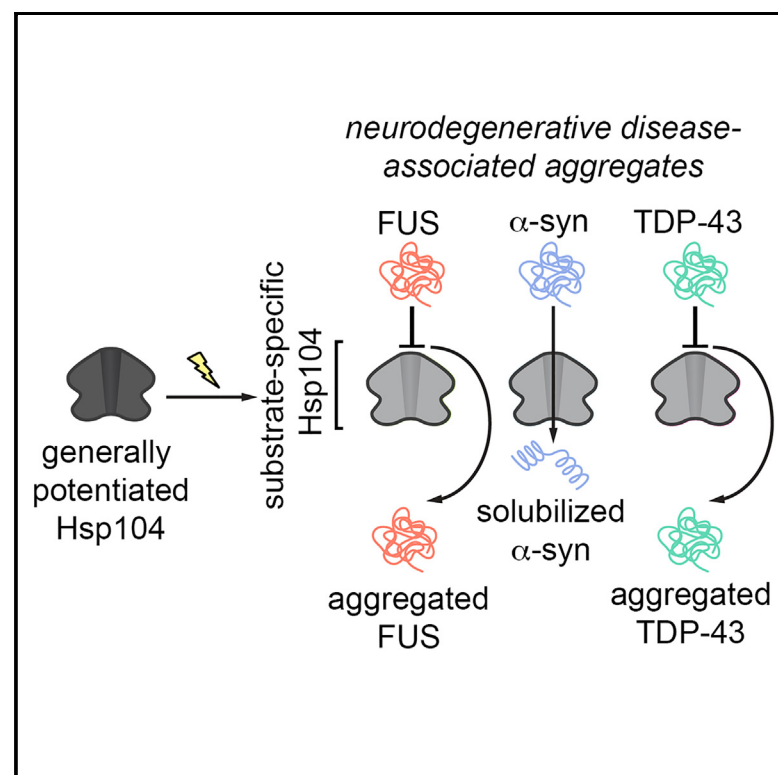 neurodegenerative disease-
associated aggregates
FUS
α-syn
TDP-43
substrate-specific
Hsp104
generally
potentiated
Hsp104
solubilized
α-syn
aggregated
FUS
aggregated
TDP-43